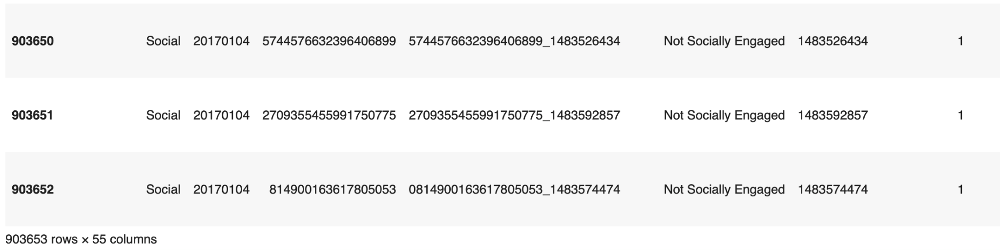 903650 Social 20170104 5744576632396406899 5744576632396406899_1483526434 Not Socially Engaged 1483526434 1
903651 Social 20170104 2709355455991750775 2709355455991750775_1483592857 Not Socially Engaged 1483592857 1
903652 Social 20170104 814900163617805053 0814900163617805053_1483574474 Not Socially Engaged 1483574474 1
903653 rows × 55 columns